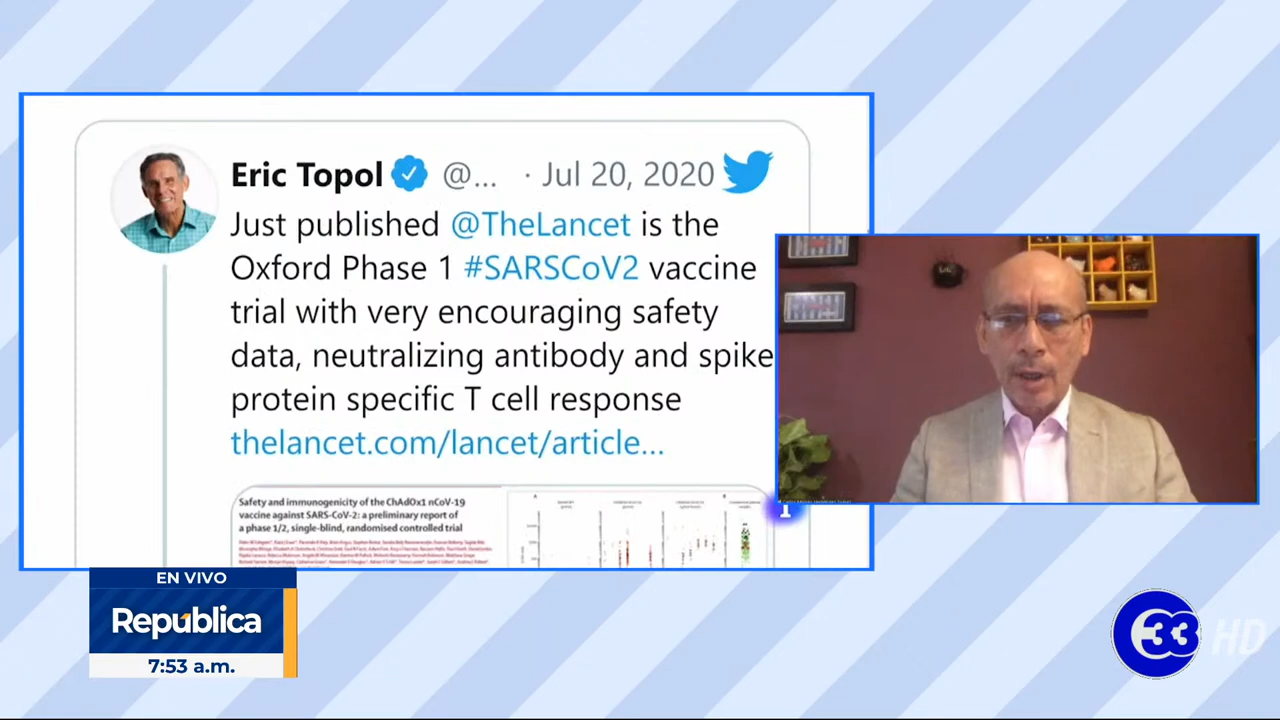 Eric Topol @... · Jul 20, 2020
Just published @TheLancet is the
Oxford Phase 1 #SARSCoV2 vaccine
trial with very encouraging safety
data, neutralizing antibody and spike
protein specific T cell response
thelancet.com/lancet/article...
Safety and immunogenicity of the ChAdOx1 nCoV-19
vaccine against SARS-CoV-2: a preliminary report of
a phase 1/2, single-blind, randomised controlled trial
EN VIVO
República
7:53 a.m.
33 HD